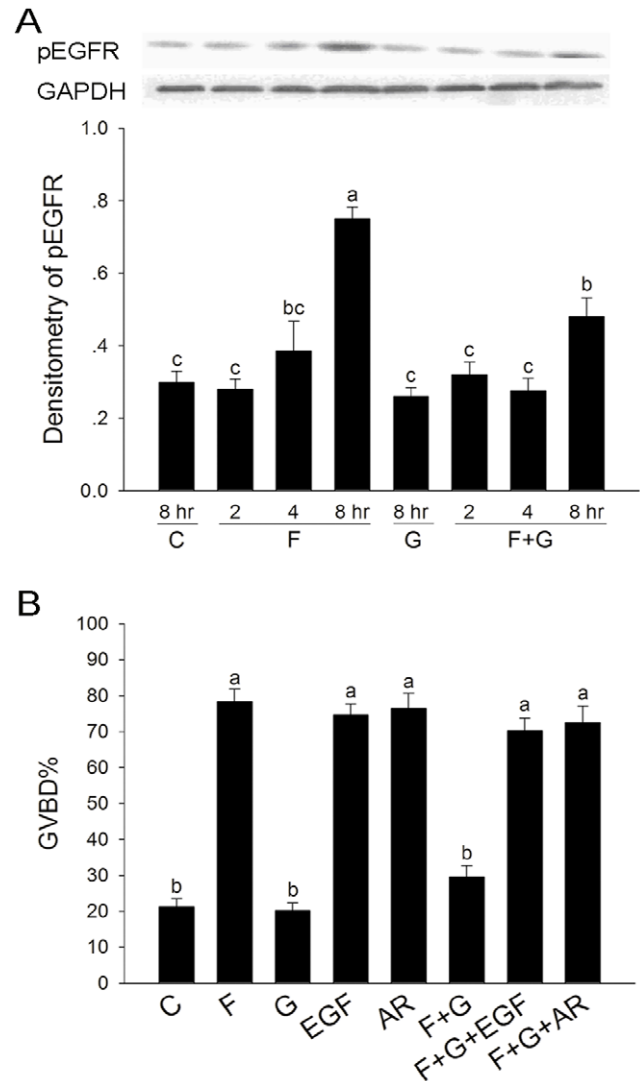 A
pEGFR
GAPDH
1.0
.8
.6
.4
.2
0.0
Densitometry of pEGFR
c c bc a c c c b
8 hr 2 4 8 hr 8 hr 2 4 8 hr
C F G F+G
B
100
90
80
70
60
50
40
30
20
10
0
GVBD%
b a b a a b a a
C F G EGF AR F+G F+G+EGF F+G+AR